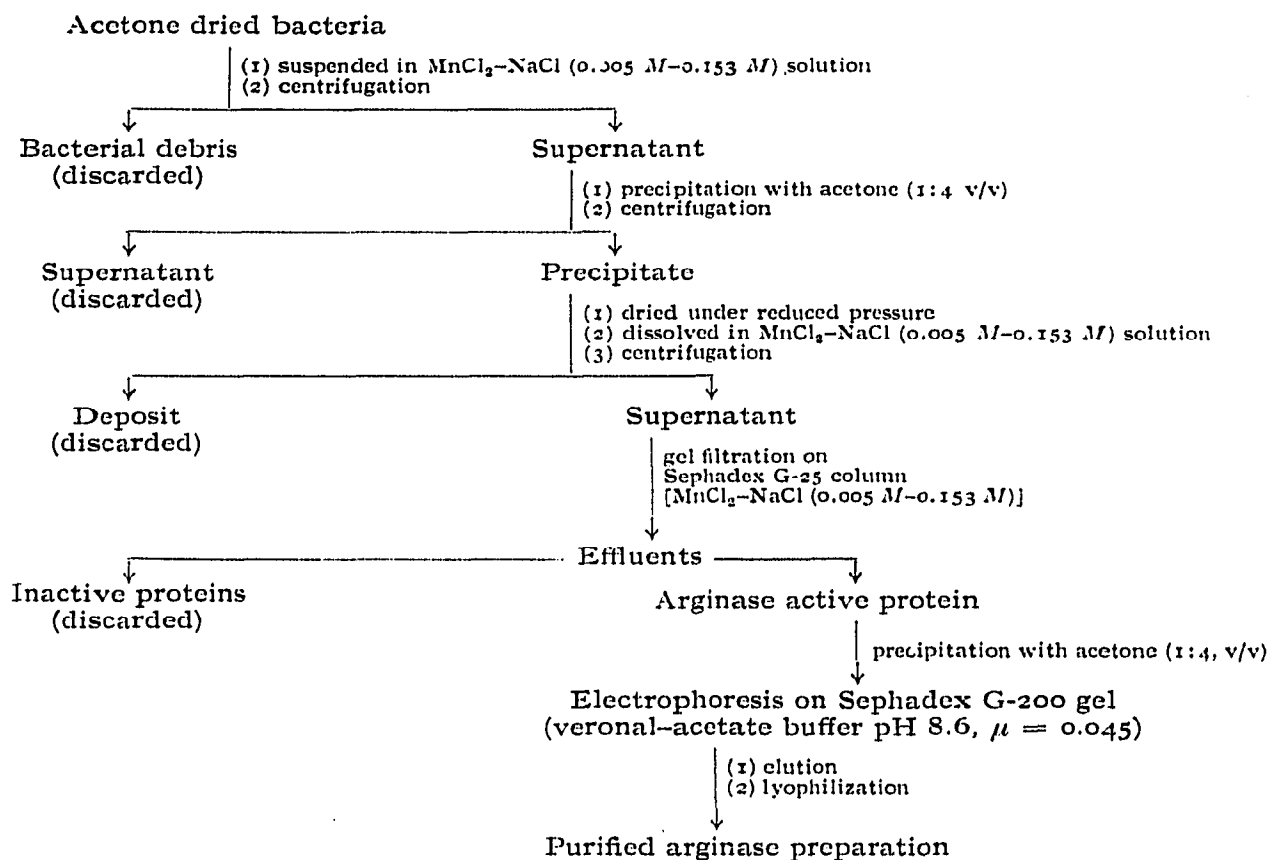 Acetone dried bacteria
(1) suspended in MnCl₂–NaCl (0.005 M–0.153 M) solution
(2) centrifugation
Bacterial debris
(discarded)
Supernatant
(1) precipitation with acetone (1:4 v/v)
(2) centrifugation
Supernatant
(discarded)
Precipitate
(1) dried under reduced pressure
(2) dissolved in MnCl₂–NaCl (0.005 M–0.153 M) solution
(3) centrifugation
Deposit
(discarded)
Supernatant
gel filtration on
Sephadex G-25 column
[MnCl₂–NaCl (0.005 M–0.153 M)]
Effluents
Inactive proteins
(discarded)
Arginase active protein
precipitation with acetone (1:4, v/v)
Electrophoresis on Sephadex G-200 gel
(veronal–acetate buffer pH 8.6, μ = 0.045)
(1) elution
(2) lyophilization
Purified arginase preparation